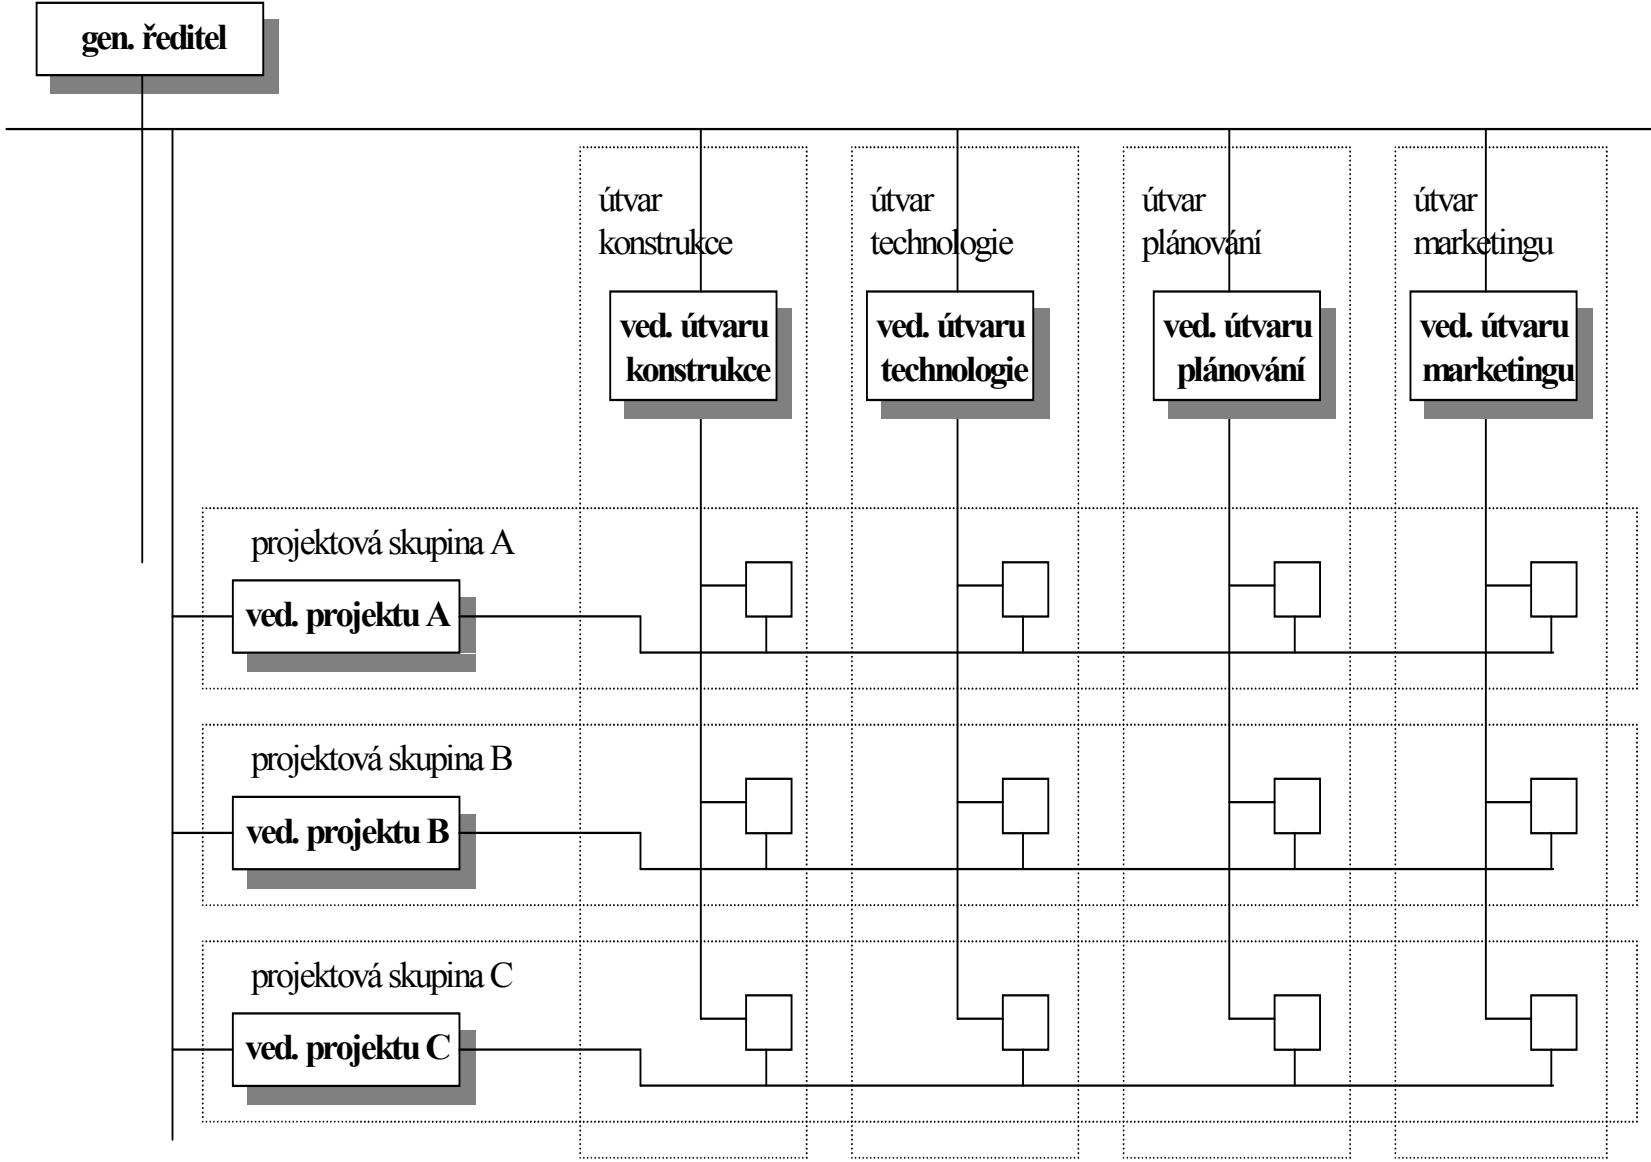 gen. ředitel
útvar
konstrukce
útvar
technologie
útvar
plánování
útvar
marketingu
ved. útvaru
konstrukce
ved. útvaru
technologie
ved. útvaru
plánování
ved. útvaru
marketingu
projektová skupina A
ved. projektu A
projektová skupina B
ved. projektu B
projektová skupina C
ved. projektu C